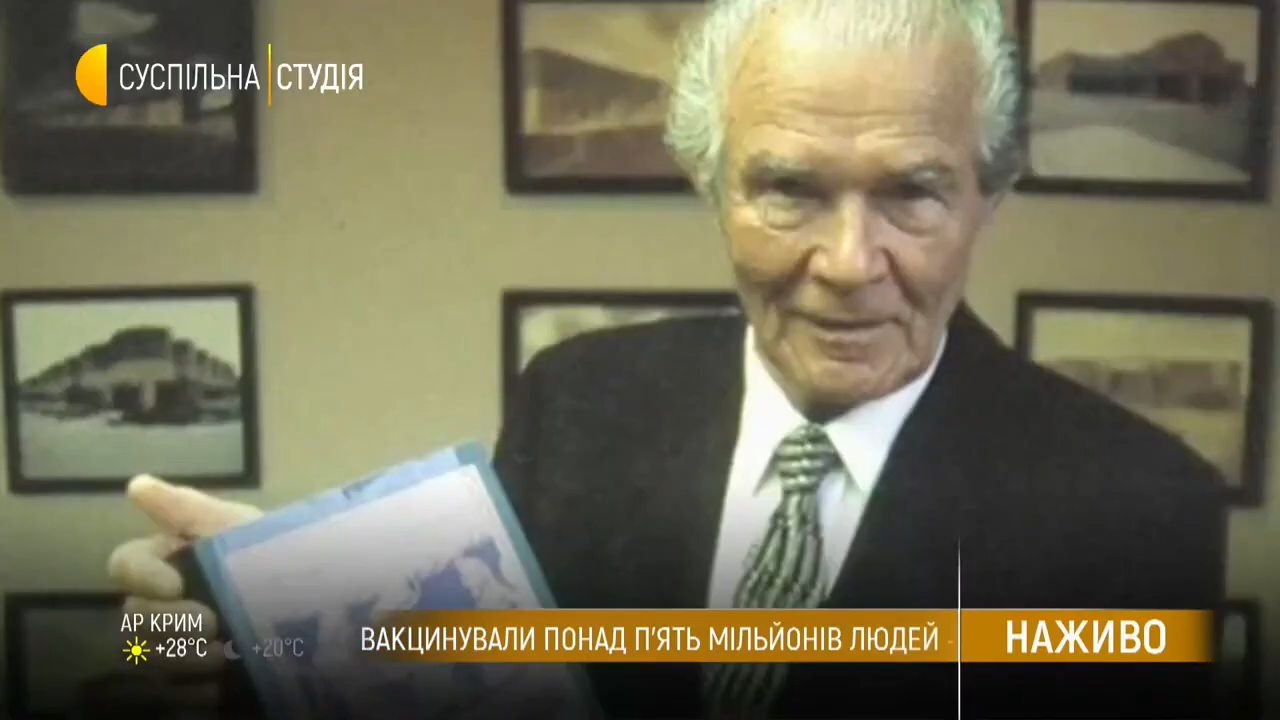 СУСПІЛЬНА СТУДІЯ
АР КРИМ
+28°C +20°C
ВАКЦИНУВАЛИ ПОНАД П'ЯТЬ МІЛЬЙОНІВ ЛЮДЕЙ -
НАЖИВО